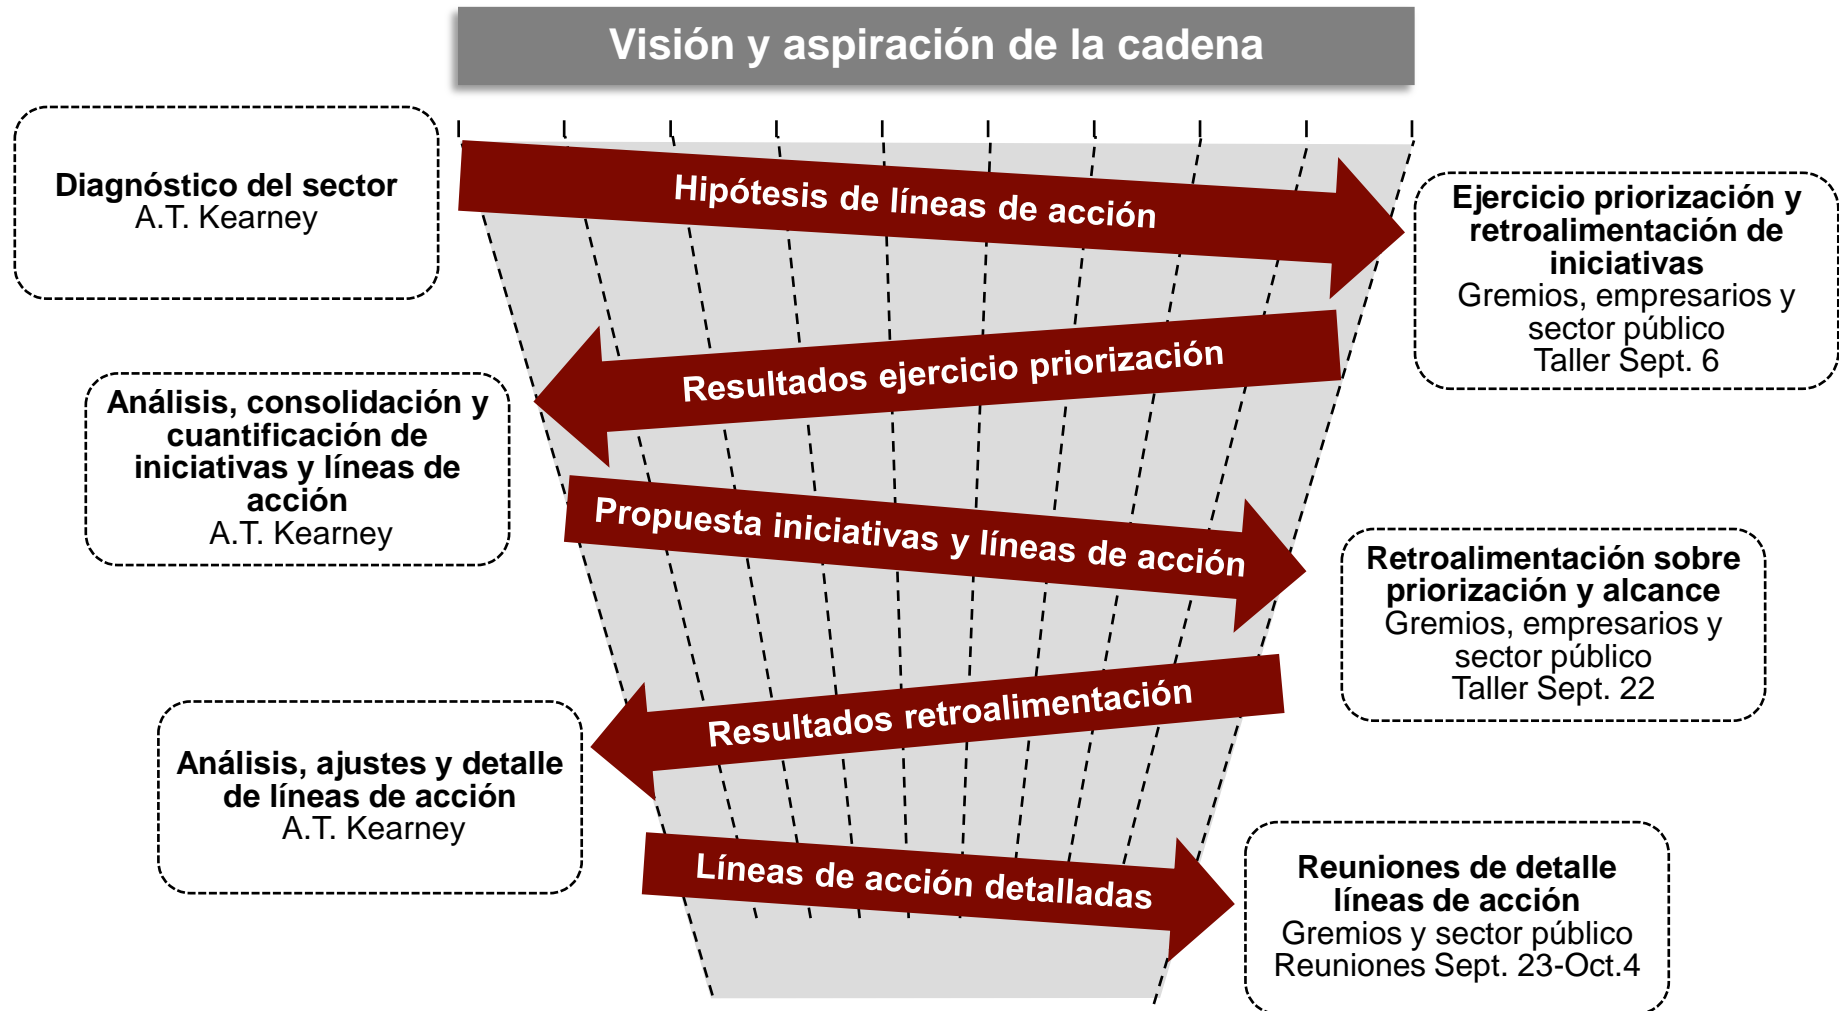 Visión y aspiración de la cadena
Diagnóstico del sector
A.T. Kearney
Hipótesis de líneas de acción
Ejercicio priorización y
retroalimentación de
iniciativas
Gremios, empresarios y
sector público
Taller Sept. 6
Resultados ejercicio priorización
Análisis, consolidación y
cuantificación de
iniciativas y líneas de
acción
A.T. Kearney
Propuesta iniciativas y líneas de acción
Retroalimentación sobre
priorización y alcance
Gremios, empresarios y
sector público
Taller Sept. 22
Resultados retroalimentación
Análisis, ajustes y detalle
de líneas de acción
A.T. Kearney
Líneas de acción detalladas
Reuniones de detalle
líneas de acción
Gremios y sector público
Reuniones Sept. 23-Oct.4